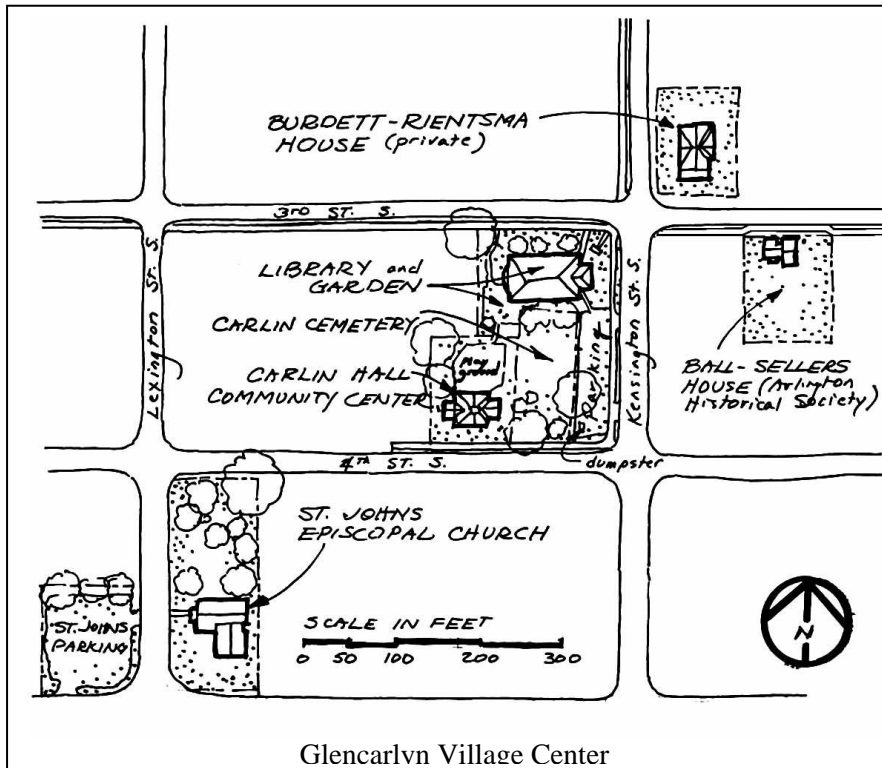 BURDETT-RIENTSMA
HOUSE (private)
3RD ST. S.
LIBRARY and
GARDEN
CARLIN CEMETERY
Play
ground
CARLIN HALL
COMMUNITY CENTER
Parking
Lexington St. S.
Kensington St. S.
BALL-SELLERS
HOUSE (Arlington
Historical Society)
4TH ST. S.
dumpster
ST. JOHNS
EPISCOPAL CHURCH
ST. JOHNS
PARKING
SCALE IN FEET
0 50 100 200 300
N
Glencarlyn Village Center